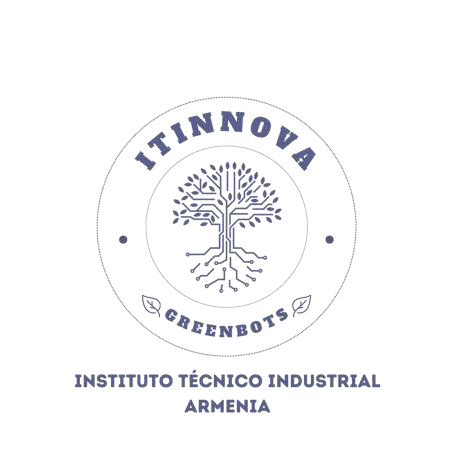 ITINNOVA
GREENBOTS
INSTITUTO TÉCNICO INDUSTRIAL
ARMENIA